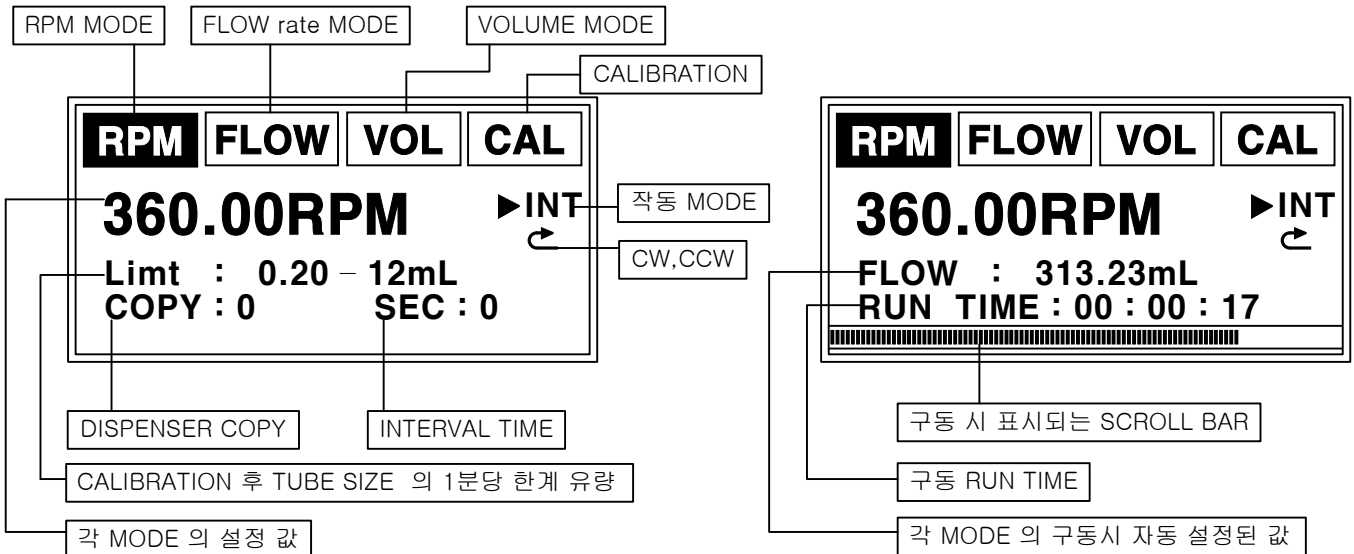 RPM MODE
FLOW rate MODE
VOLUME MODE
CALIBRATION
RPM FLOW VOL CAL
360.00RPM ▶INT
Limt : 0.20 – 12mL
COPY : 0 SEC : 0
작동 MODE
CW,CCW
DISPENSER COPY
INTERVAL TIME
CALIBRATION 후 TUBE SIZE 의 1분당 한계 유량
각 MODE 의 설정 값
RPM FLOW VOL CAL
360.00RPM ▶INT
FLOW : 313.23mL
RUN TIME : 00 : 00 : 17
구동 시 표시되는 SCROLL BAR
구동 RUN TIME
각 MODE 의 구동시 자동 설정된 값